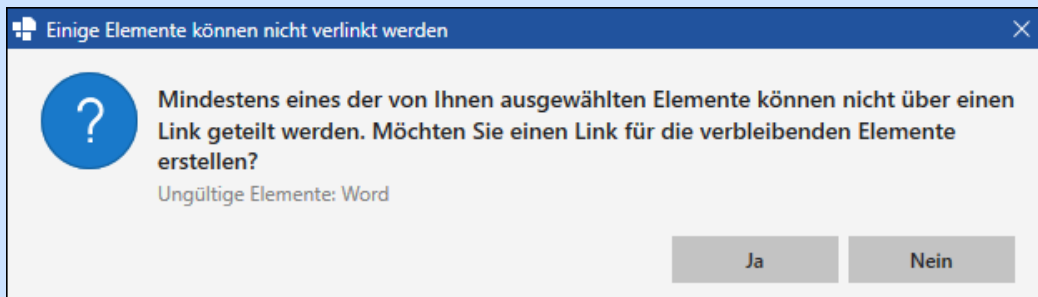 Einige Elemente können nicht verlinkt werden
Mindestens eines der von Ihnen ausgewählten Elemente können nicht über einen
Link geteilt werden. Möchten Sie einen Link für die verbleibenden Elemente
erstellen?
Ungültige Elemente: Word
Ja
Nein